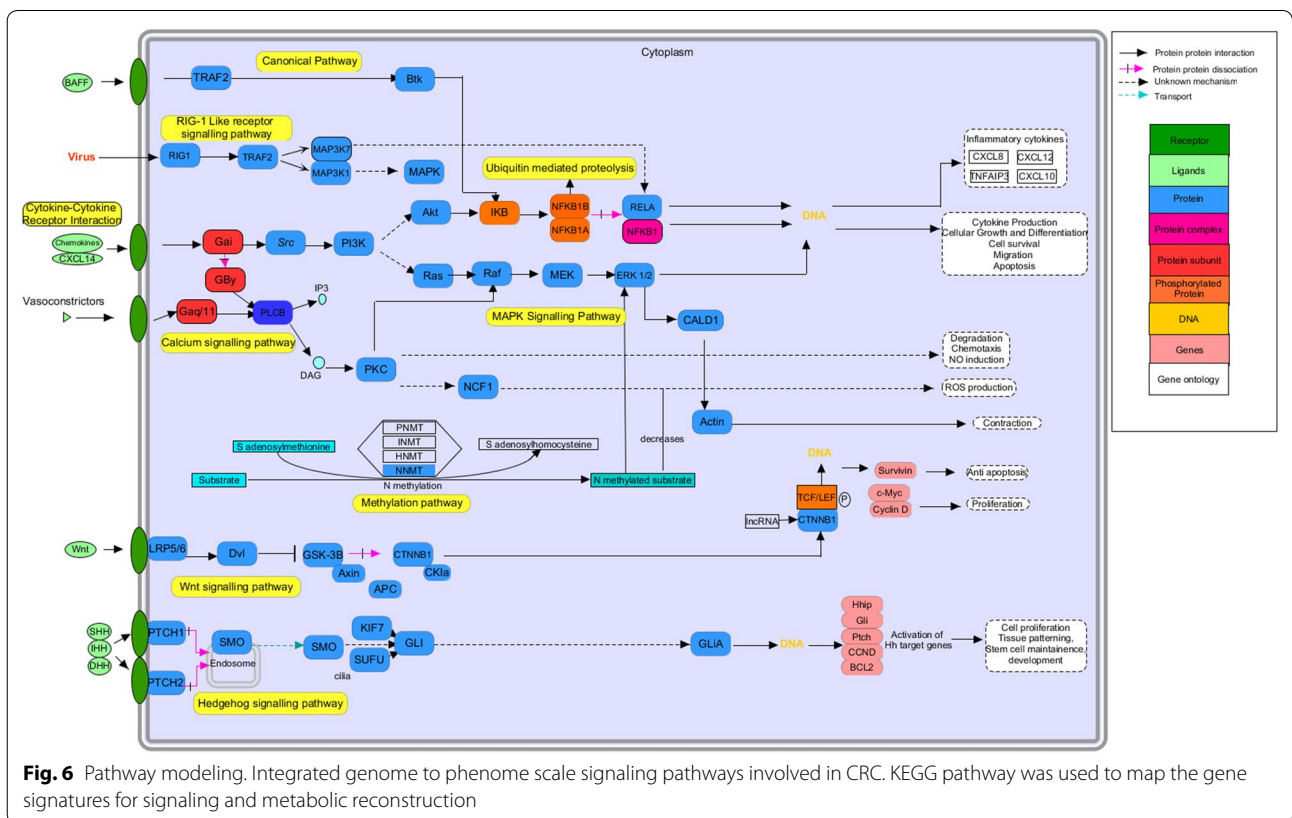 Cytoplasm
Canonical Pathway
BAFF
TRAF2
Btk
RIG-1 Like receptor
signalling pathway
Virus
RIG1
TRAF2
MAP3K7
MAP3K1
MAPK
Ubiquitin mediated proteolysis
Cytokine-Cytokine
Receptor Interaction
Chemokines
CXCL14
Gai
GBy
Src
PI3K
Akt
IKB
NFKB1B
NFKB1A
RELA
NFKB1
DNA
Inflammatory cytokines
CXCL8
CXCL12
TNFAIP3
CXCL10
Cytokine Production
Cellular Growth and Differentiation
Cell survival
Migration
Apoptosis
Ras
Raf
MEK
ERK 1/2
MAPK Signalling Pathway
CALD1
Vasoconstrictors
Gaq/11
PLCB
IP3
Calcium signalling pathway
DAG
PKC
NCF1
Degradation
Chemotaxis
NO induction
ROS production
Actin
Contraction
decreases
S adenosylmethionine
PNMT
INMT
HNMT
NNMT
N methylation
S adenosylhomocysteine
Substrate
N methylated substrate
Methylation pathway
DNA
TCF/LEF
P
lncRNA
CTNNB1
Survivin
c-Myc
Cyclin D
Anti apoptosis
Proliferation
Wnt
LRP5/6
Dvl
GSK-3B
Axin
APC
CTNNB1
CKIa
Wnt signalling pathway
SHH
IHH
DHH
PTCH1
PTCH2
SMO
Endosome
SMO
cilia
KIF7
SUFU
GLI
GLiA
DNA
Hhip
Gli
Ptch
CCND
BCL2
Activation of
Hh target genes
Cell proliferation
Tissue patterning,
Stem cell maintainence,
development
Hedgehog signalling pathway
Protein protein interaction
Protein protein dissociation
Unknown mechanism
Transport
Receptor
Ligands
Protein
Protein complex
Protein subunit
Phosphorylated
Protein
DNA
Genes
Gene ontology
Fig. 6 Pathway modeling. Integrated genome to phenome scale signaling pathways involved in CRC. KEGG pathway was used to map the gene
signatures for signaling and metabolic reconstruction